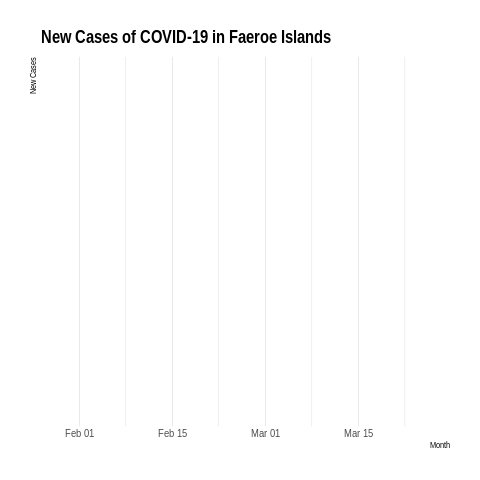 New Cases of COVID-19 in Faeroe Islands
New Cases
Feb 01 Feb 15 Mar 01 Mar 15
Month